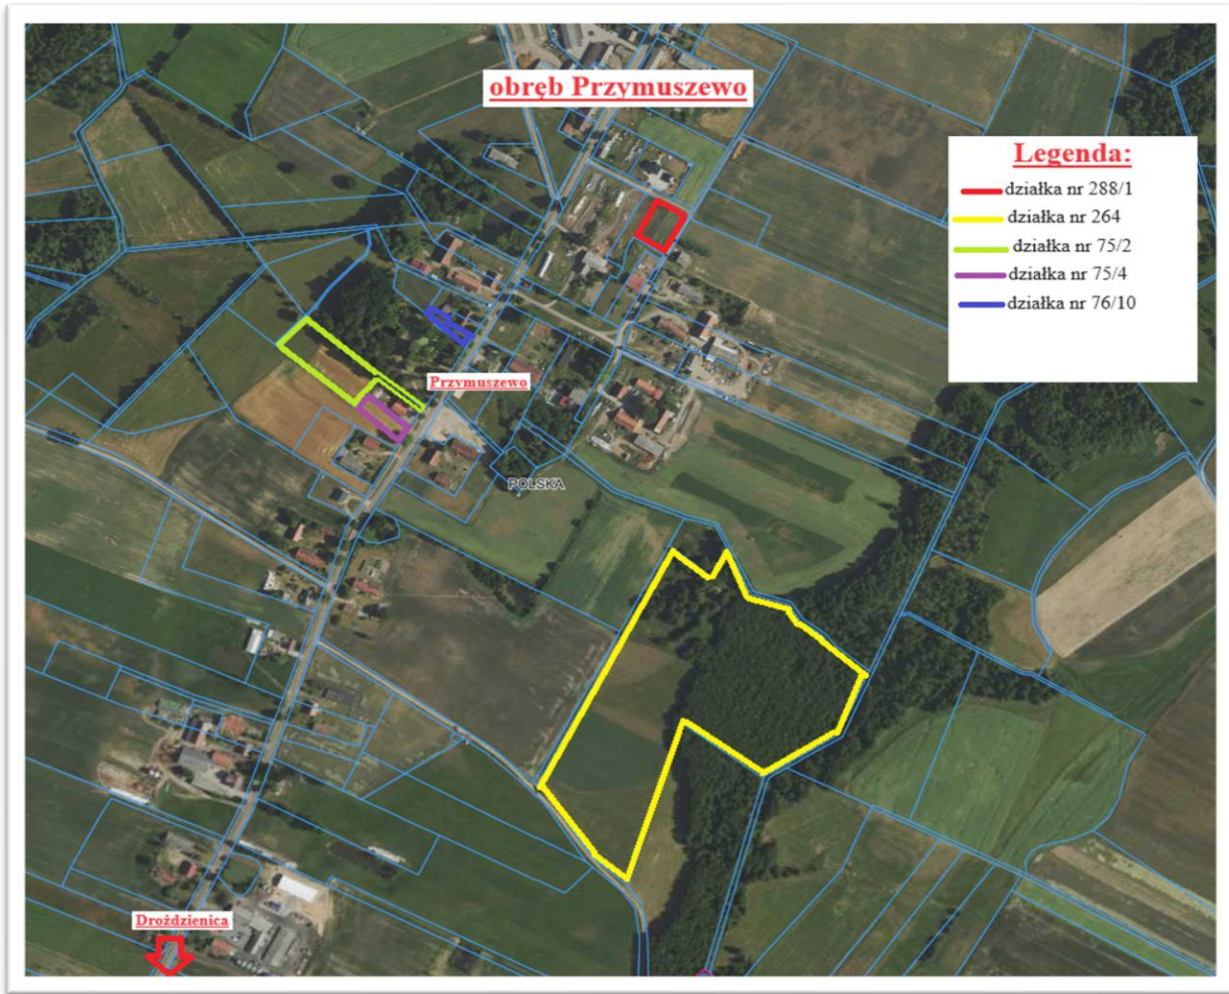 obręb Przymuszewo
Legenda:
działka nr 288/1
działka nr 264
działka nr 75/2
działka nr 75/4
działka nr 76/10
Przymuszewo
POLSKA
Droździenica